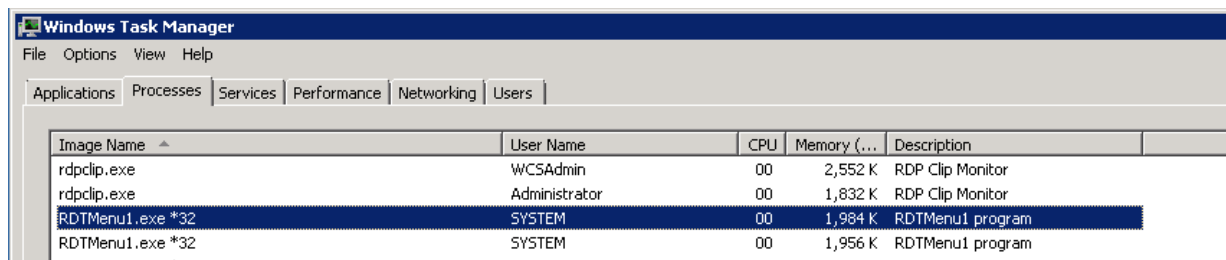 Windows Task Manager
File Options View Help
Applications Processes Services Performance Networking Users
Image Name User Name CPU Memory (... Description
rdpclip.exe WCSAdmin 00 2,552 K RDP Clip Monitor
rdpclip.exe Administrator 00 1,832 K RDP Clip Monitor
RDTMenu1.exe *32 SYSTEM 00 1,984 K RDTMenu1 program
RDTMenu1.exe *32 SYSTEM 00 1,956 K RDTMenu1 program